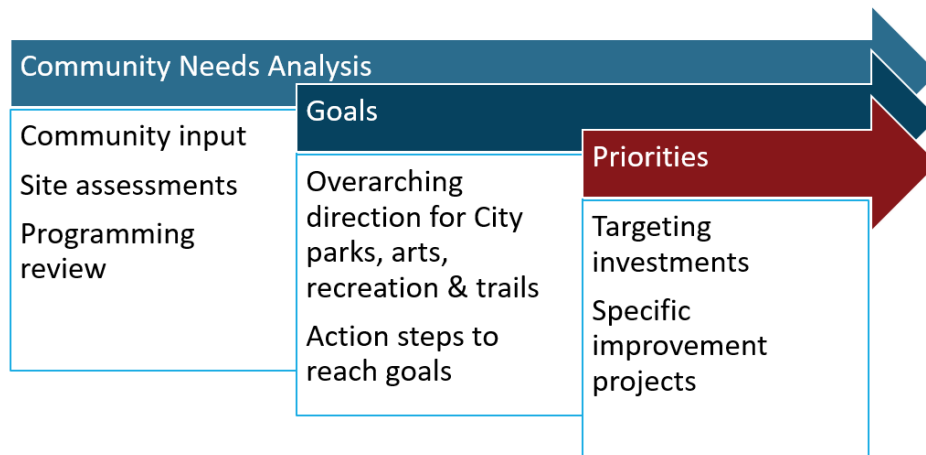 Community Needs Analysis
Community input
Site assessments
Programming
review
Goals
Overarching
direction for City
parks, arts,
recreation & trails
Action steps to
reach goals
Priorities
Targeting
investments
Specific
improvement
projects